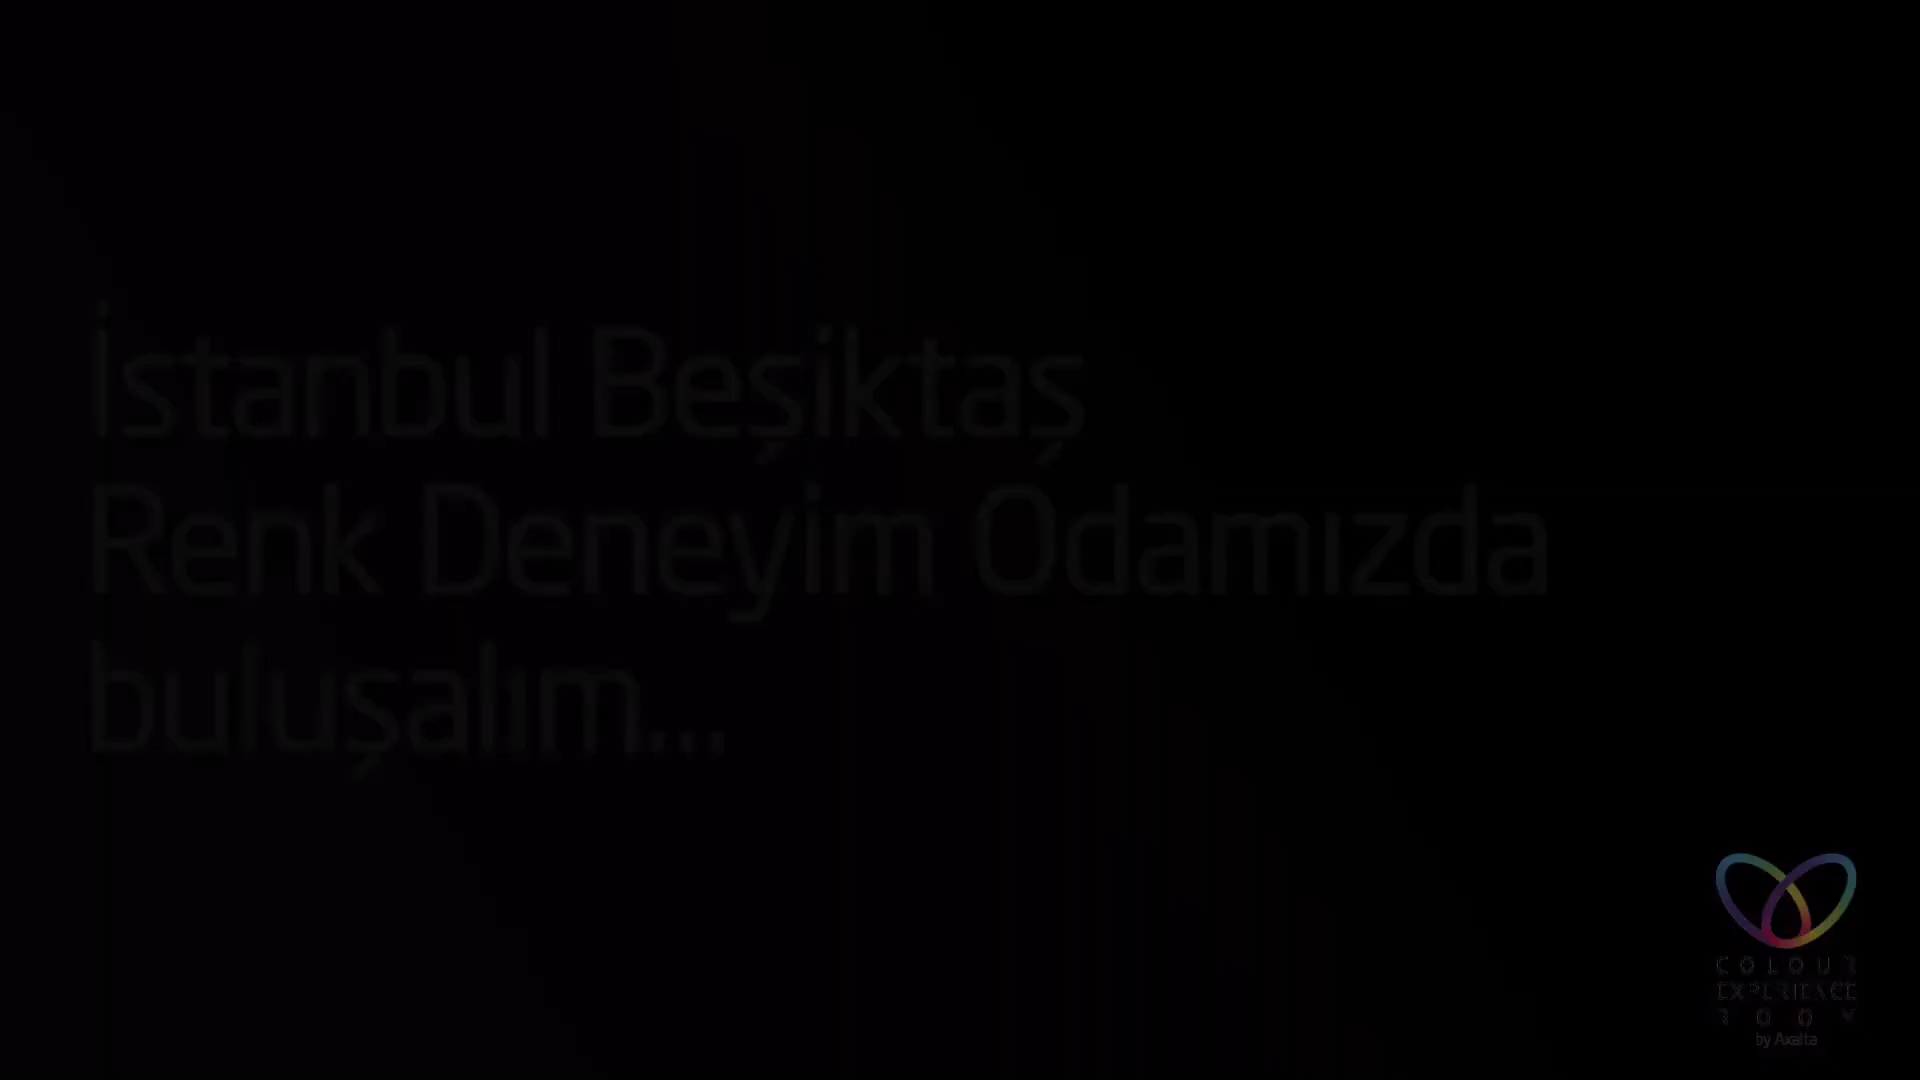 İstanbul Beşiktaş
Renk Deneyim Odamızda
buluşalım...
COLOUR
EXPERIENCE
ROOM
by Axalta